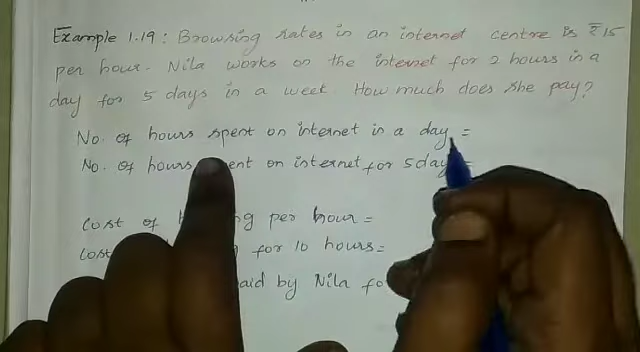 Example 1.19: Browsing rates in an internet centre is ₹15
per hour. Nila works on the internet for 2 hours in a
day for 5 days in a week. How much does she pay?
No. of hours spent on internet in a day =
No. of hours on internet for 5 day =
Cost of per hour =
Cost for 10 hours =
by Nila